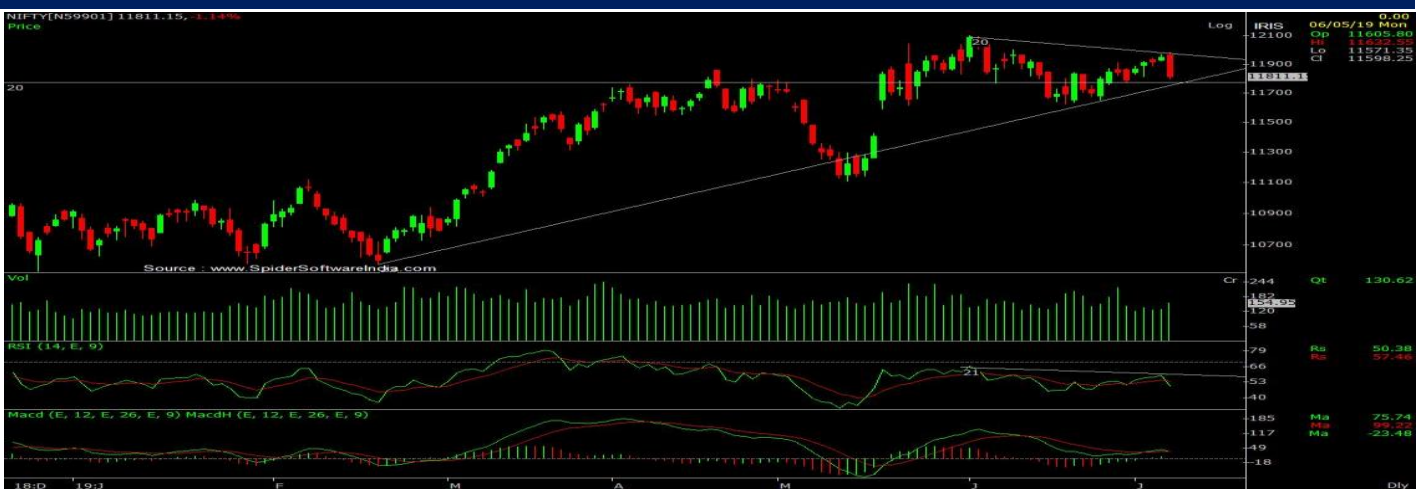 NIFTY[N59901] 11811.15, -1.14%
Price
Log
IRIS
0.00
06/05/19 Mon
Op 11605.80
Hi 11632.55
Lo 11571.35
Cl 11598.25
12100
11900
11811.1
11700
11500
11300
11100
10900
10700
20
20
Source : www.SpiderSoftwareIndia.com
Vol
Cr
244
182
154.95
120
58
Qt 130.62
RSI (14, E, 9)
79
66
53
40
21
Rs 50.38
Rs 57.46
Macd (E, 12, E, 26, E, 9) MacdH (E, 12, E, 26, E, 9)
185
117
49
-18
Ma 75.74
Ma 99.22
Ma -23.48
18:D 19:J F M A M J J Dly